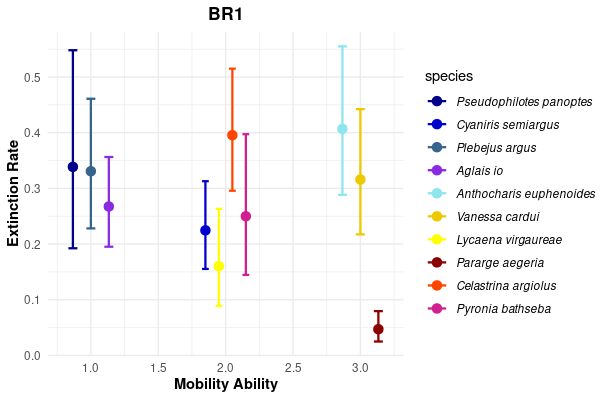 BR1
Extinction Rate
0.5
0.4
0.3
0.2
0.1
0.0
1.0 1.5 2.0 2.5 3.0
Mobility Ability
species
Pseudophilotes panoptes
Cyaniris semiargus
Plebejus argus
Aglais io
Anthocharis euphenoides
Vanessa cardui
Lycaena virgaureae
Pararge aegeria
Celastrina argiolus
Pyronia bathseba